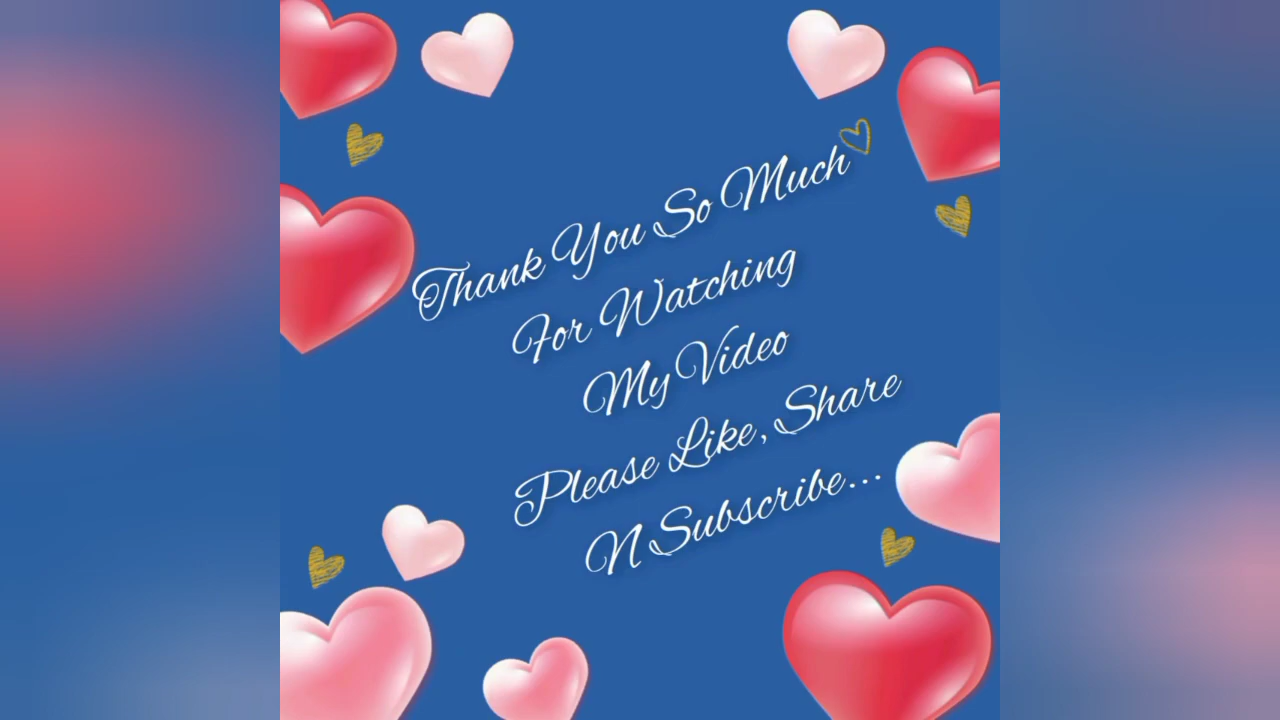 Thank You So Much
For Watching
My Video
Please Like, Share
N Subscribe...